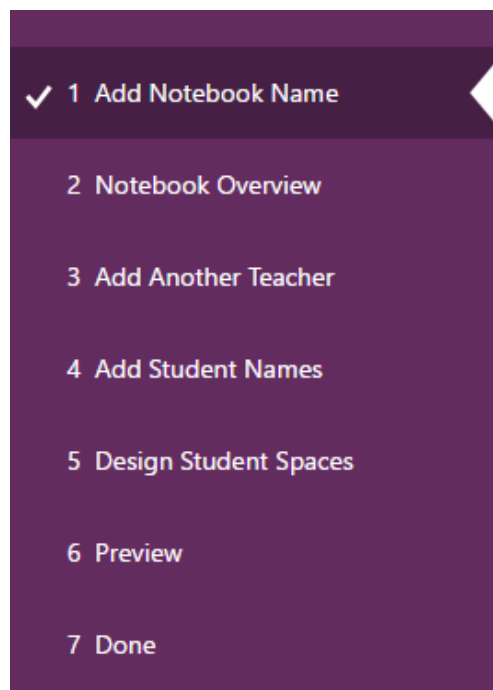 1 Add Notebook Name
2 Notebook Overview
3 Add Another Teacher
4 Add Student Names
5 Design Student Spaces
6 Preview
7 Done